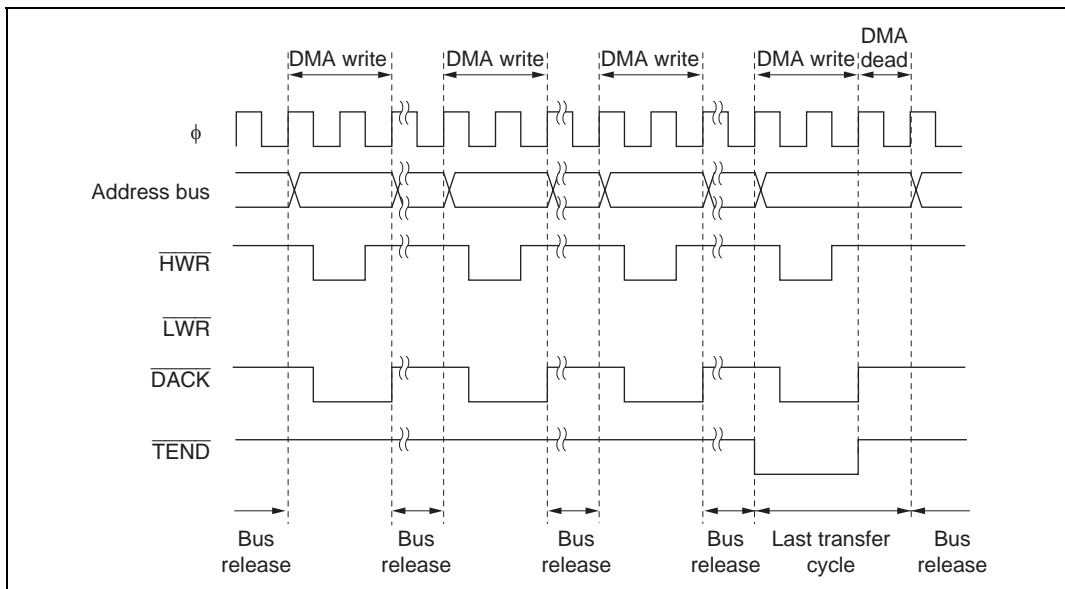 DMA
DMA write DMA write DMA write DMA write dead
φ
Address bus
HWR
LWR
DACK
TEND
Bus Bus Bus Bus Last transfer Bus
release release release release cycle release